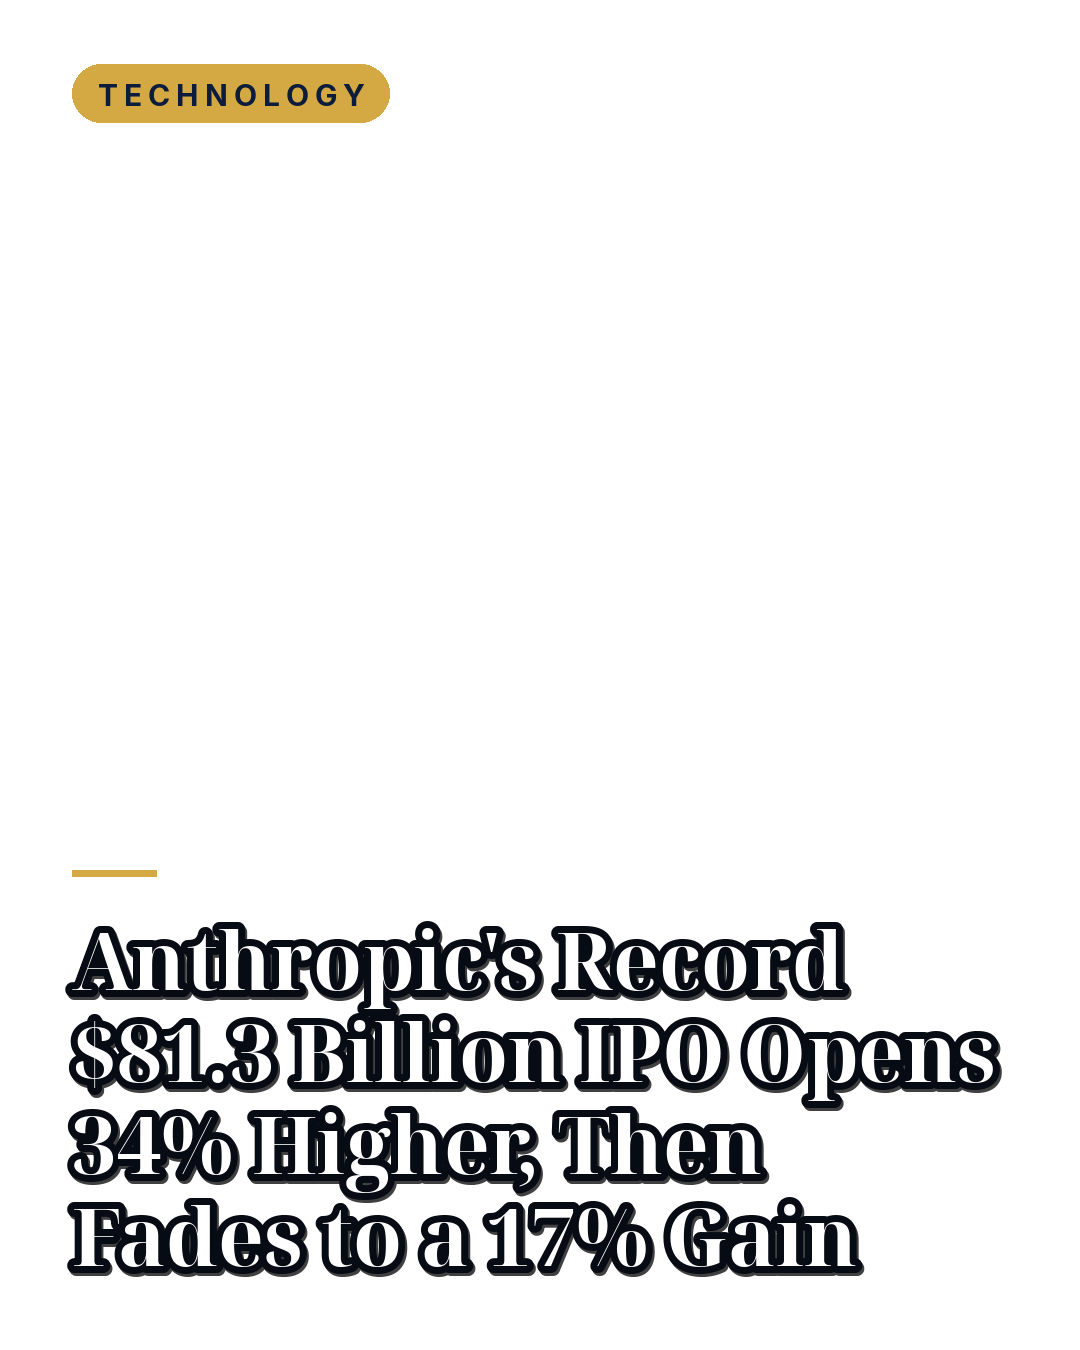 TECHNOLOGY
Anthropic's Record
$81.3 Billion IPO Opens
34% Higher, Then
Fades to a 17% Gain